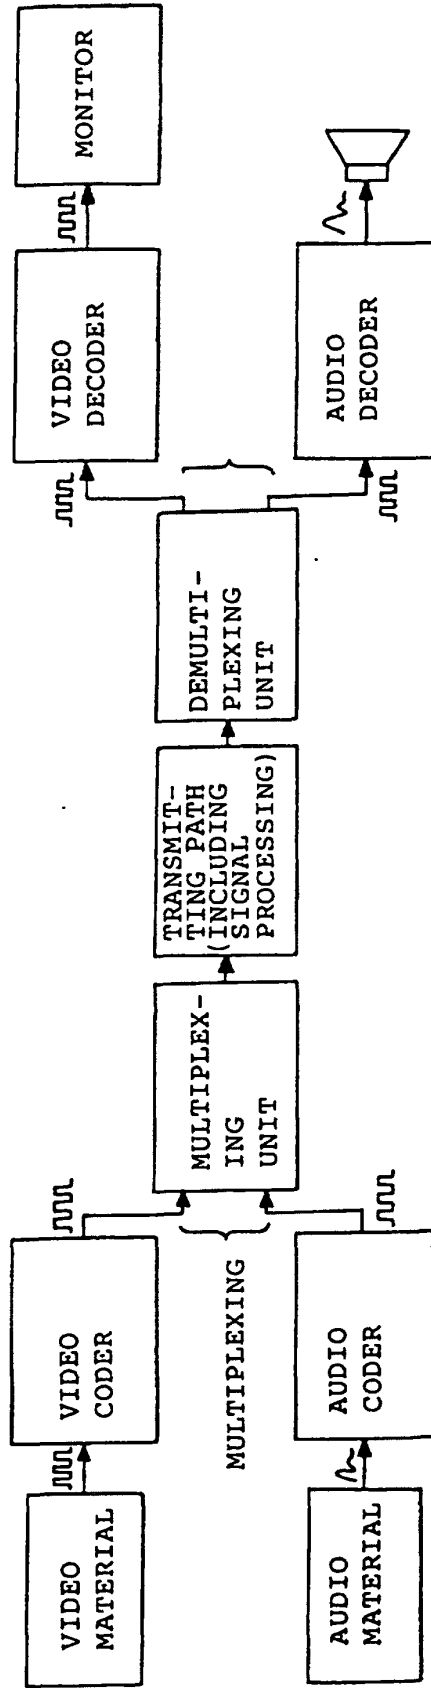 VIDEO
MATERIAL
VIDEO
CODER
AUDIO
MATERIAL
AUDIO
CODER
MULTIPLEXING
MULTIPLEX-
ING
UNIT
TRANSMIT-
TING PATH
(INCLUDING
SIGNAL
PROCESSING)
DEMULTI-
PLEXING
UNIT
VIDEO
DECODER
MONITOR
AUDIO
DECODER